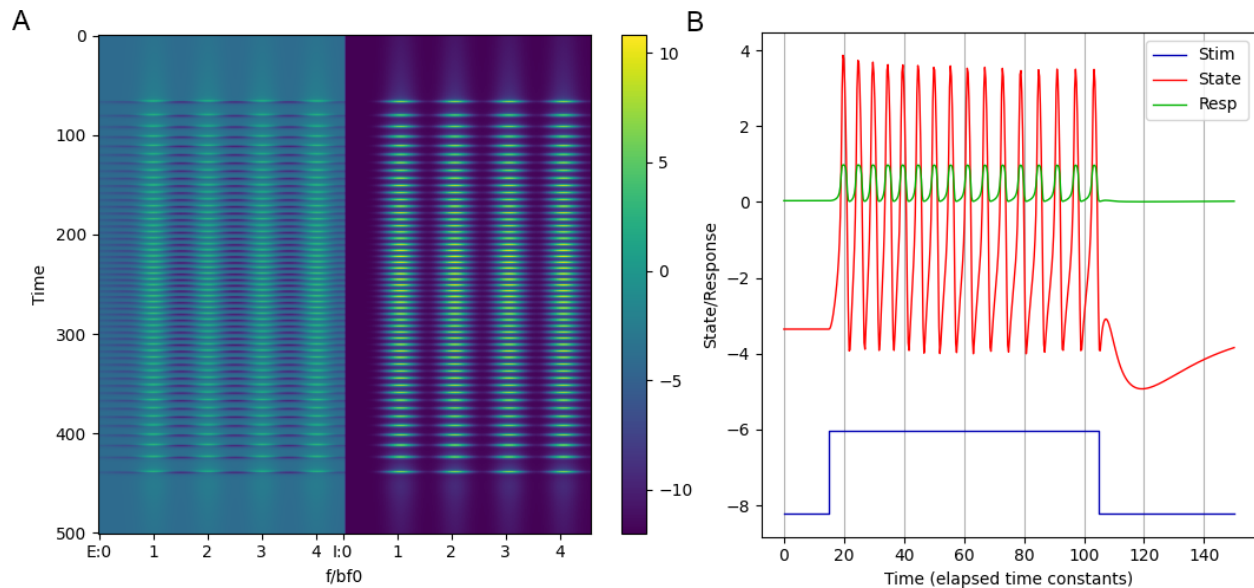 A
0
100
200
300
400
500
Time
E:0 1 2 3 4 I:0 1 2 3 4
f/bf0
10
5
0
−5
−10
B
4
2
0
−2
−4
−6
−8
State/Response
Stim
State
Resp
0 20 40 60 80 100 120 140
Time (elapsed time constants)